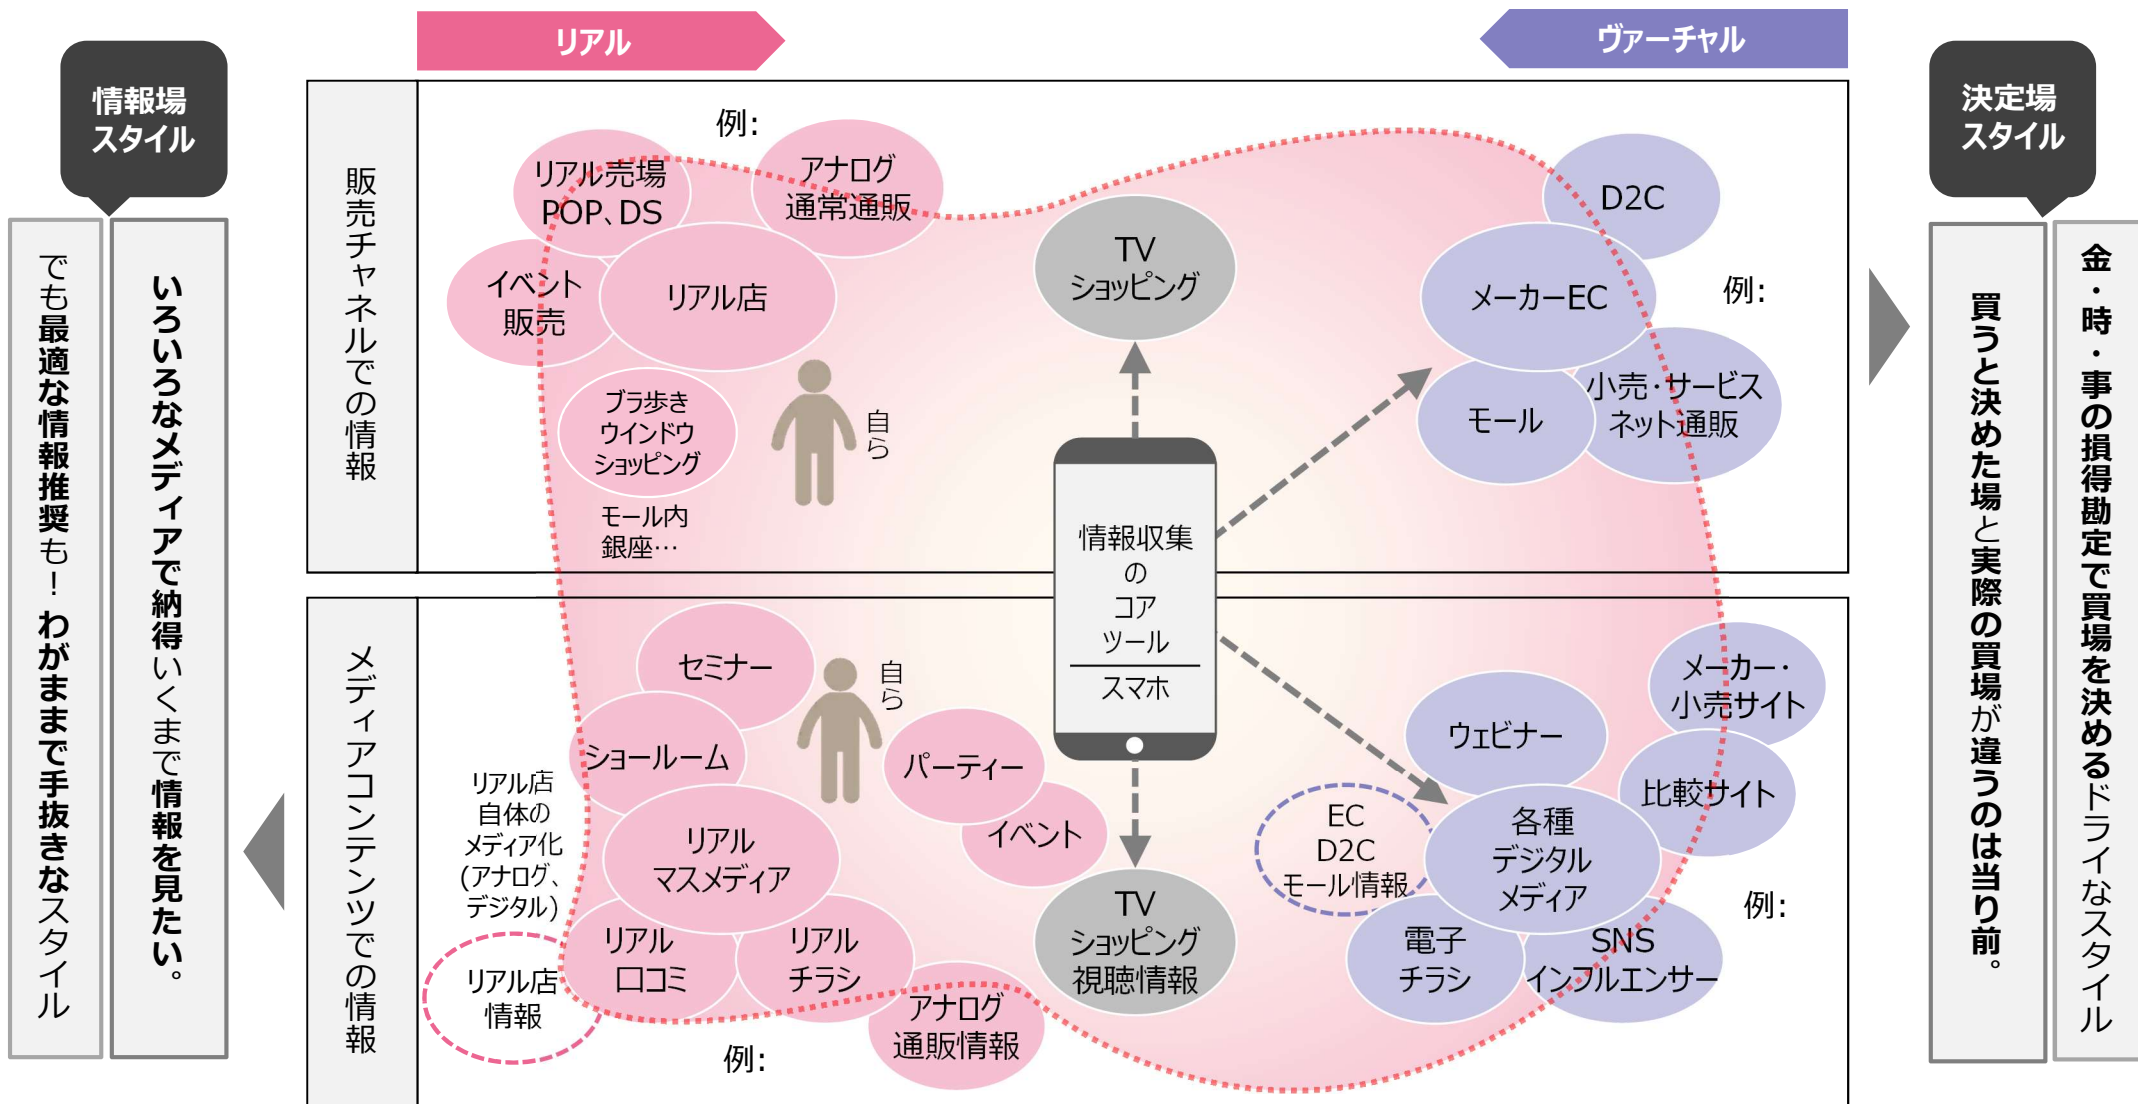 リアル
ヴァーチャル
情報場
スタイル
いろいろなメディアで納得いくまで情報を見たい。
でも最適な情報推奨も！わがままで手抜きなスタイル
販売チャネルでの情報
例:
リアル売場
POP、DS
アナログ
通常通販
イベント
販売
リアル店
ブラ歩き
ウインドウ
ショッピング
モール内
銀座…
自ら
TV
ショッピング
D2C
メーカーEC
例:
モール
小売・サービス
ネット通販
情報収集
の
コア
ツール
スマホ
メディアコンテンツでの情報
セミナー
自ら
ショールーム
パーティー
イベント
リアル店
自体の
メディア化
(アナログ、
デジタル)
リアル
マスメディア
リアル
口コミ
リアル
チラシ
リアル店
情報
アナログ
通販情報
例:
TV
ショッピング
視聴情報
メーカー・
小売サイト
ウェビナー
比較サイト
EC
D2C
モール情報
各種
デジタル
メディア
例:
電子
チラシ
SNS
インフルエンサー
決定場
スタイル
金・時・事の損得勘定で買場を決めるドライなスタイル
買うと決めた場と実際の買場が違うのは当り前。